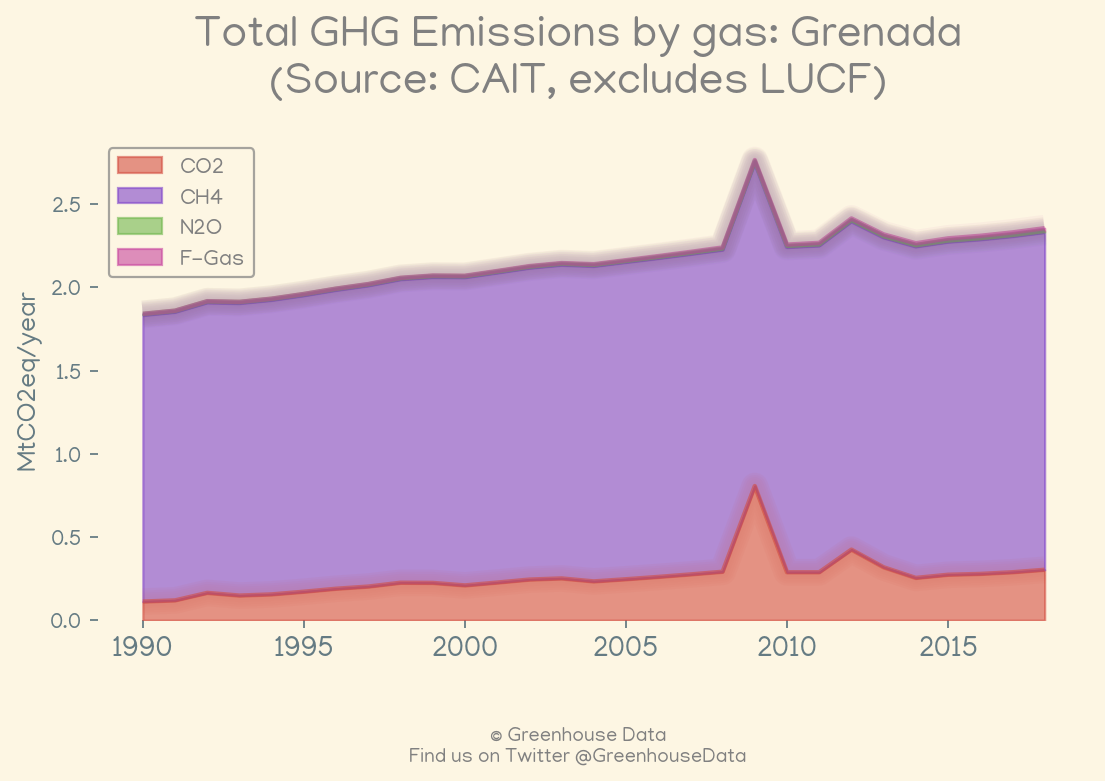 Total GHG Emissions by gas: Grenada
(Source: CAIT, excludes LUCF)
CO2
CH4
N2O
F-Gas
MtCO2eq/year
2.5
2.0
1.5
1.0
0.5
0.0
1990 1995 2000 2005 2010 2015
© Greenhouse Data
Find us on Twitter @GreenhouseData